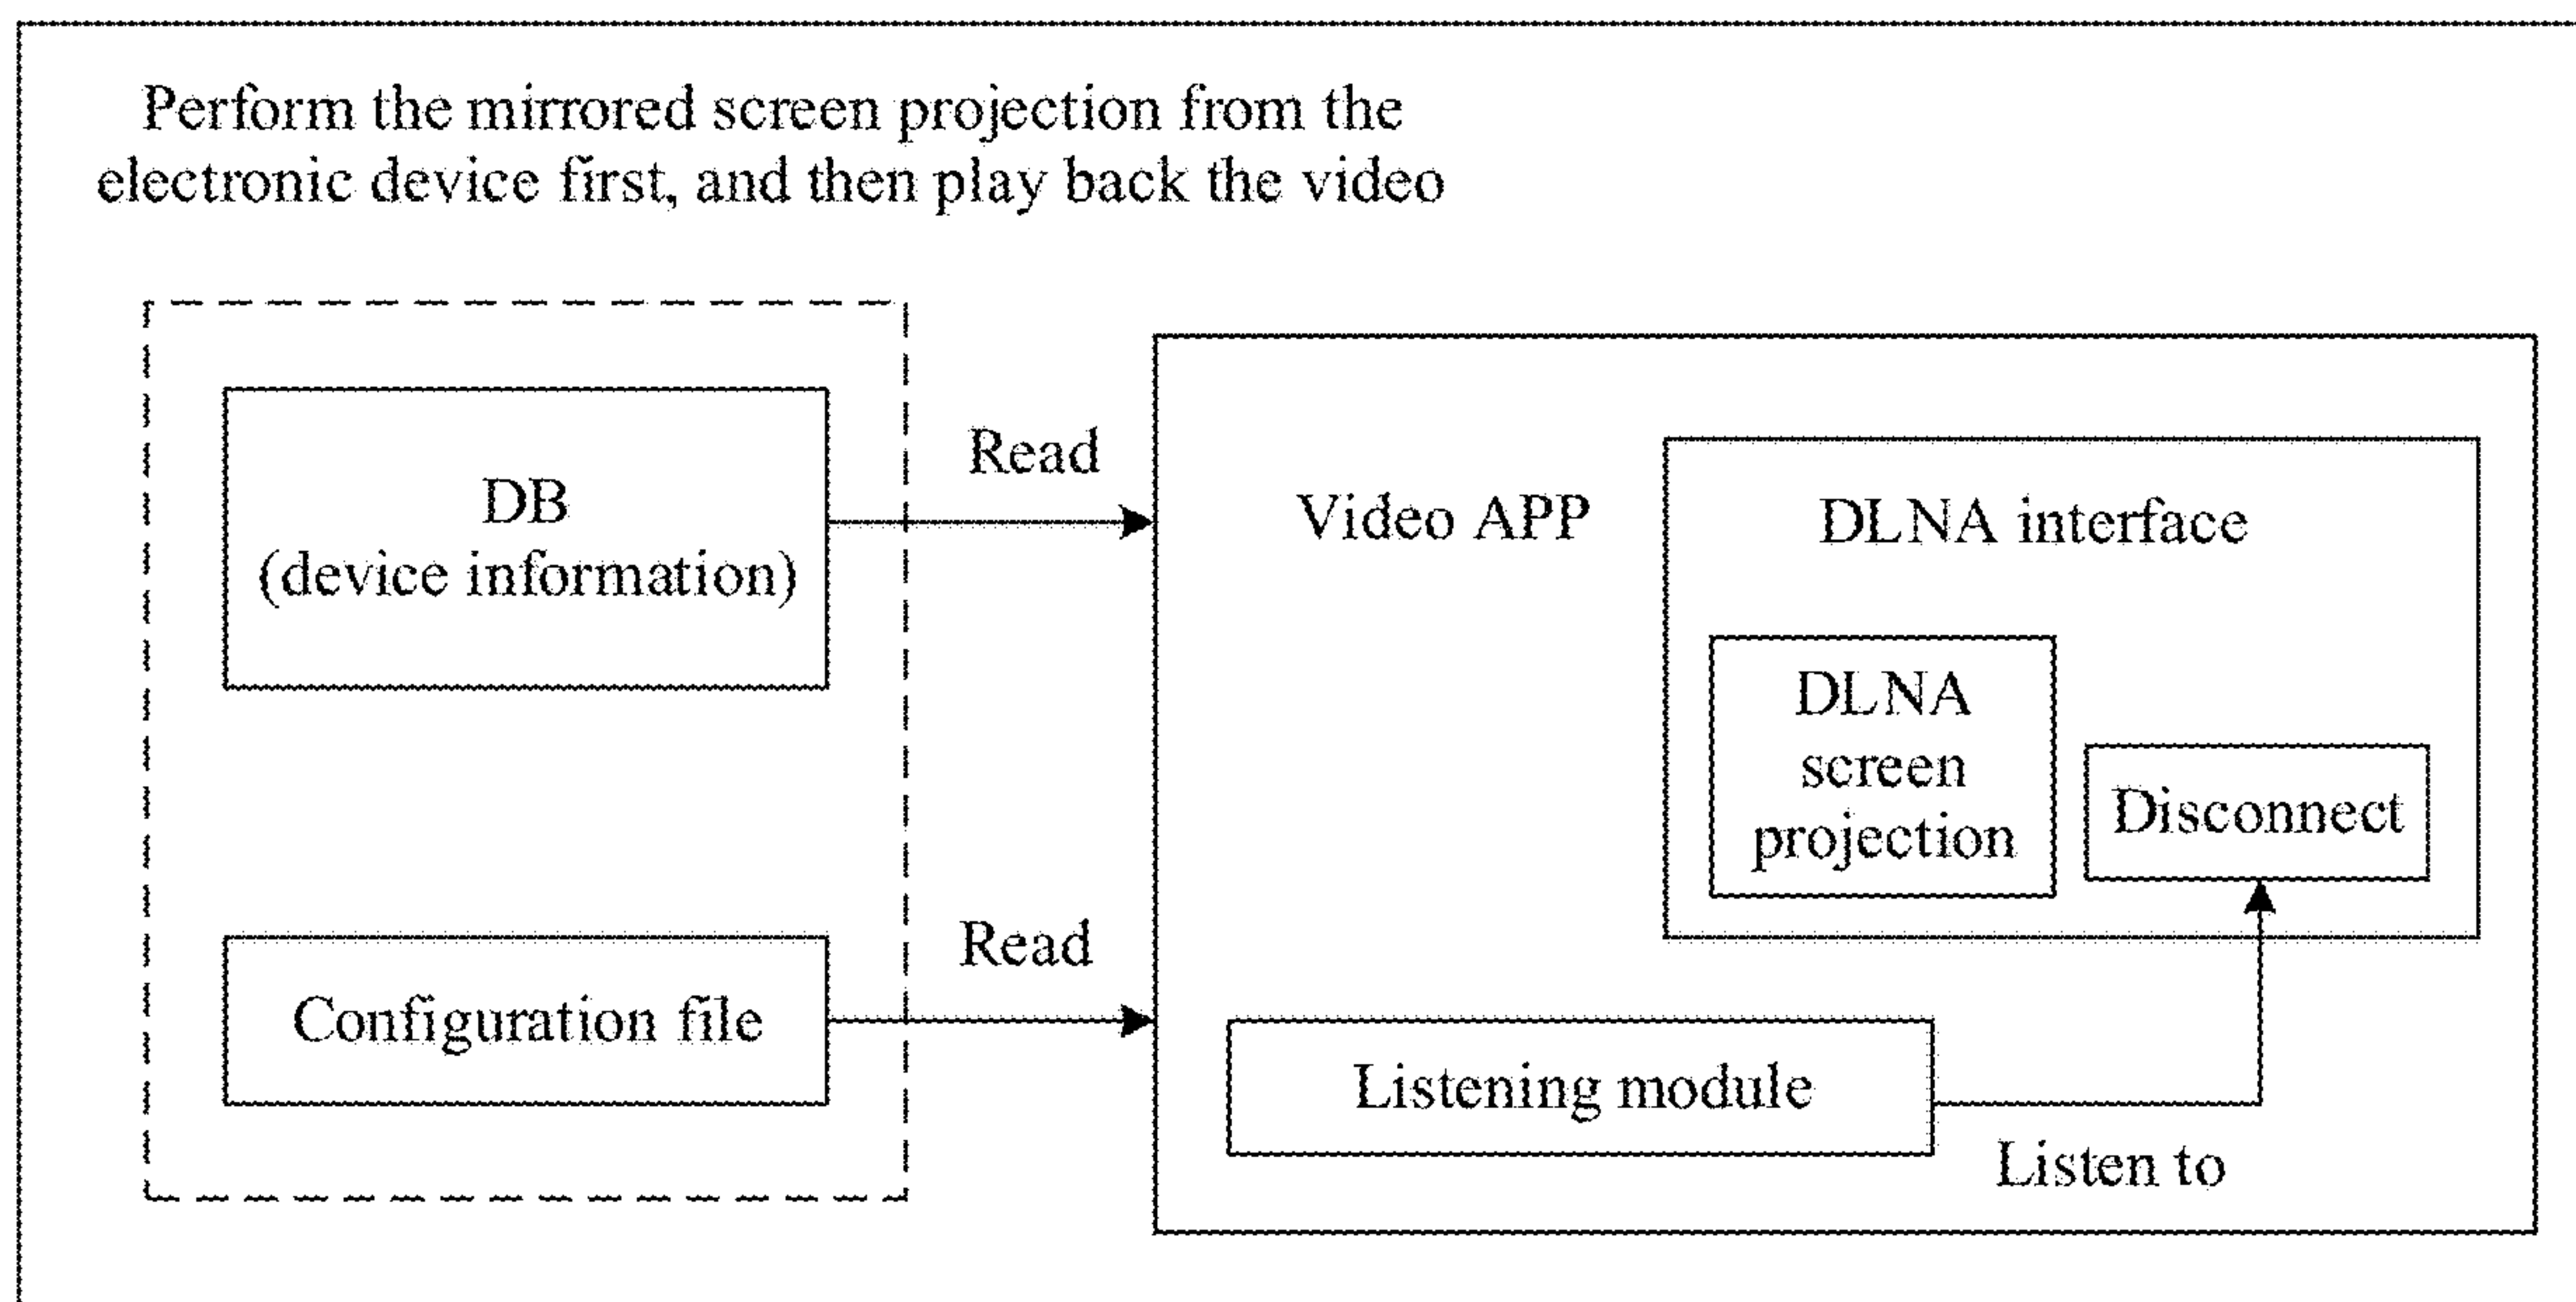 Perform the mirrored screen projection from the
electronic device first, and then play back the video
DB
(device information)
Read
Configuration file
Read
Video APP
DLNA interface
DLNA
screen
projection
Disconnect
Listening module
Listen to